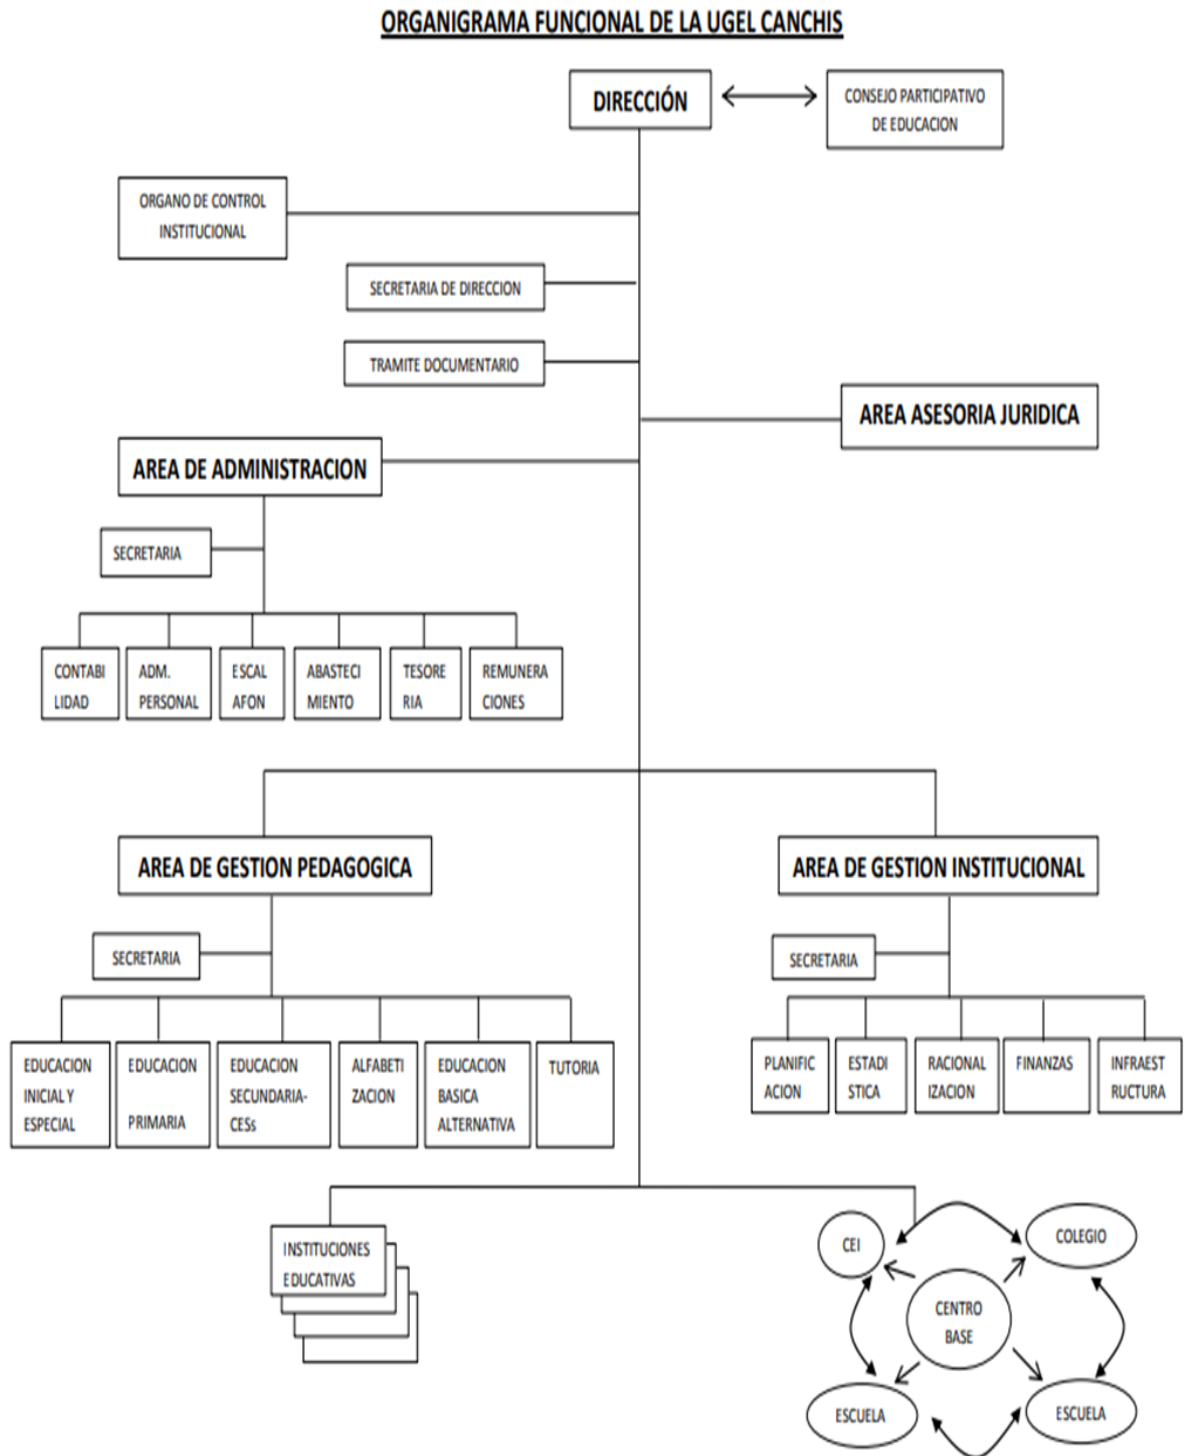 ORGANIGRAMA FUNCIONAL DE LA UGEL CANCHIS
DIRECCIÓN
CONSEJO PARTICIPATIVO
DE EDUCACION
ORGANO DE CONTROL
INSTITUCIONAL
SECRETARIA DE DIRECCION
TRAMITE DOCUMENTARIO
AREA ASESORIA JURIDICA
AREA DE ADMINISTRACION
SECRETARIA
CONTABI
LIDAD
ADM.
PERSONAL
ESCAL
AFON
ABASTECI
MIENTO
TESORE
RIA
REMUNERA
CIONES
AREA DE GESTION PEDAGOGICA
AREA DE GESTION INSTITUCIONAL
SECRETARIA
SECRETARIA
EDUCACION
INICIAL Y
ESPECIAL
EDUCACION
PRIMARIA
EDUCACION
SECUNDARIA-
CESs
ALFABETI
ZACION
EDUCACION
BASICA
ALTERNATIVA
TUTORIA
PLANIFIC
ACION
ESTADI
STICA
RACIONAL
IZACION
FINANZAS
INFRAEST
RUCTURA
INSTITUCIONES
EDUCATIVAS
CEI
COLEGIO
CENTRO
BASE
ESCUELA
ESCUELA